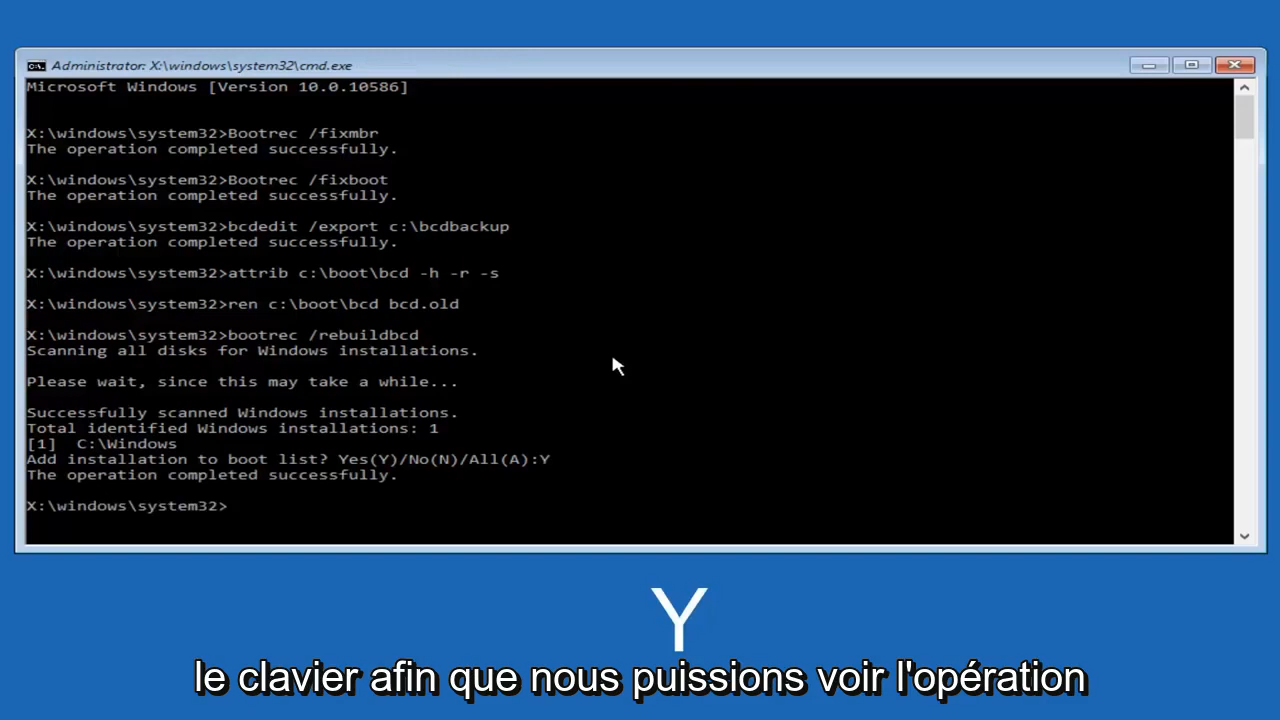 Administrator: X:\windows\system32\cmd.exe
Microsoft Windows [Version 10.0.10586]
X:\windows\system32>Bootrec /fixmbr
The operation completed successfully.
X:\windows\system32>Bootrec /fixboot
The operation completed successfully.
X:\windows\system32>bcdedit /export c:\bcdbackup
The operation completed successfully.
X:\windows\system32>attrib c:\boot\bcd -h -r -s
X:\windows\system32>ren c:\boot\bcd bcd.old
X:\windows\system32>bootrec /rebuildbcd
Scanning all disks for Windows installations.
Please wait, since this may take a while...
Successfully scanned Windows installations.
Total identified Windows installations: 1
[1]  C:\Windows
Add installation to boot list? Yes(Y)/No(N)/All(A):Y
The operation completed successfully.
X:\windows\system32>
Y
le clavier afin que nous puissions voir l'opération